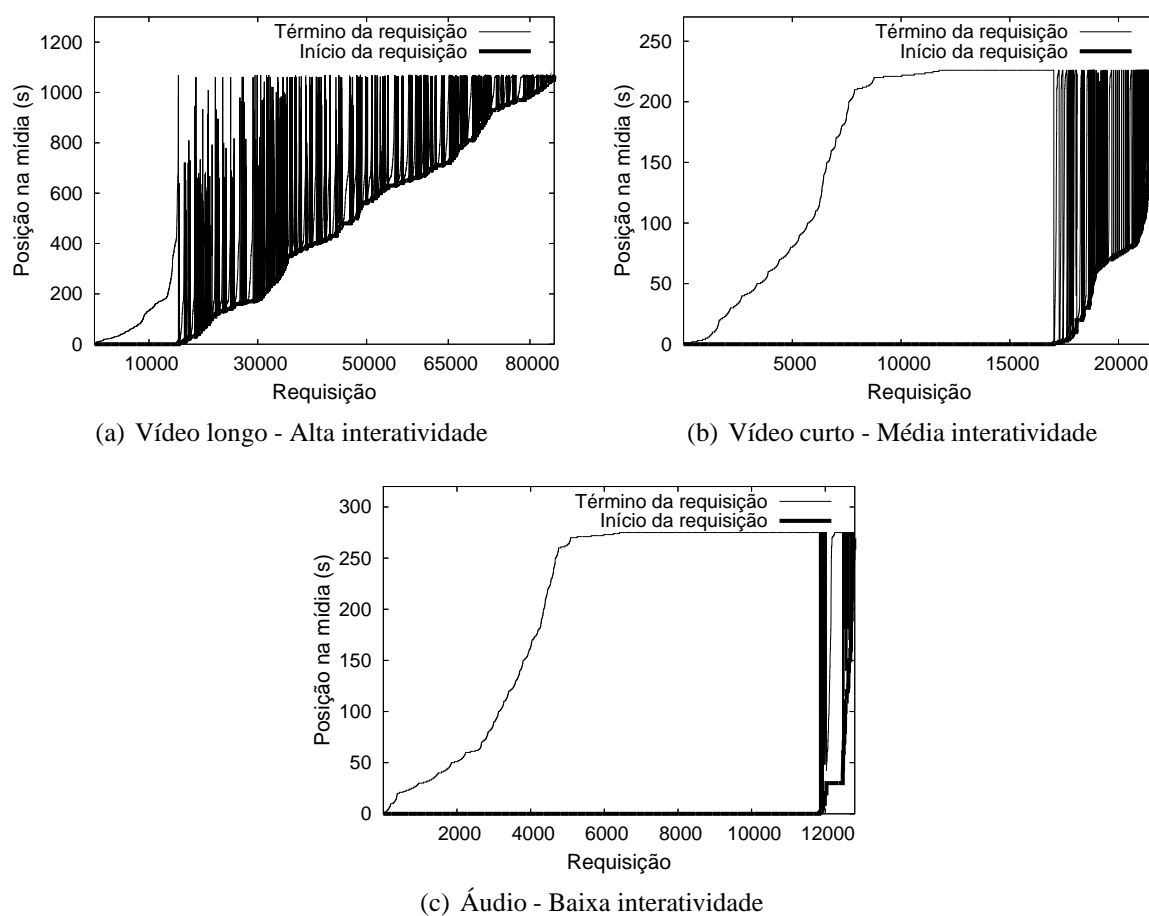 Término da requisição
Início da requisição
1200
1000
800
600
400
200
0
Posição na mídia (s)
10000 30000 50000 65000 80000
Requisição
(a) Vídeo longo - Alta interatividade
Término da requisição
Início da requisição
250
200
150
100
50
0
Posição na mídia (s)
5000 10000 15000 20000
Requisição
(b) Vídeo curto - Média interatividade
Término da requisição
Início da requisição
300
250
200
150
100
50
0
Posição na mídia (s)
2000 4000 6000 8000 10000 12000
Requisição
(c) Áudio - Baixa interatividade